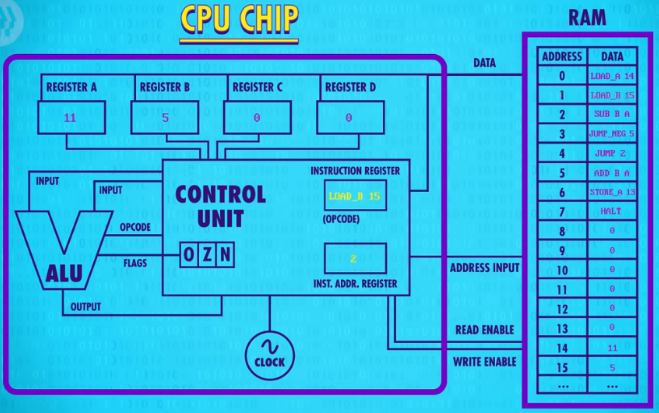 CPU CHIP
RAM
DATA
ADDRESS DATA
0 LOAD_A 14
1 LOAD_B 15
2 SUB B A
3 JUMP_NEG 5
4 JUMP 2
5 ADD B A
6 STORE_A 13
7 HALT
8 0
9 0
10 0
11 0
12 0
13 0
14 11
15 5
... ...
REGISTER A
11
REGISTER B
5
REGISTER C
0
REGISTER D
0
INPUT
INPUT
ALU
OPCODE
FLAGS
OUTPUT
CONTROL
UNIT
O Z N
INSTRUCTION REGISTER
LOAD_B 15
(OPCODE)
2
INST. ADDR. REGISTER
CLOCK
ADDRESS INPUT
READ ENABLE
WRITE ENABLE